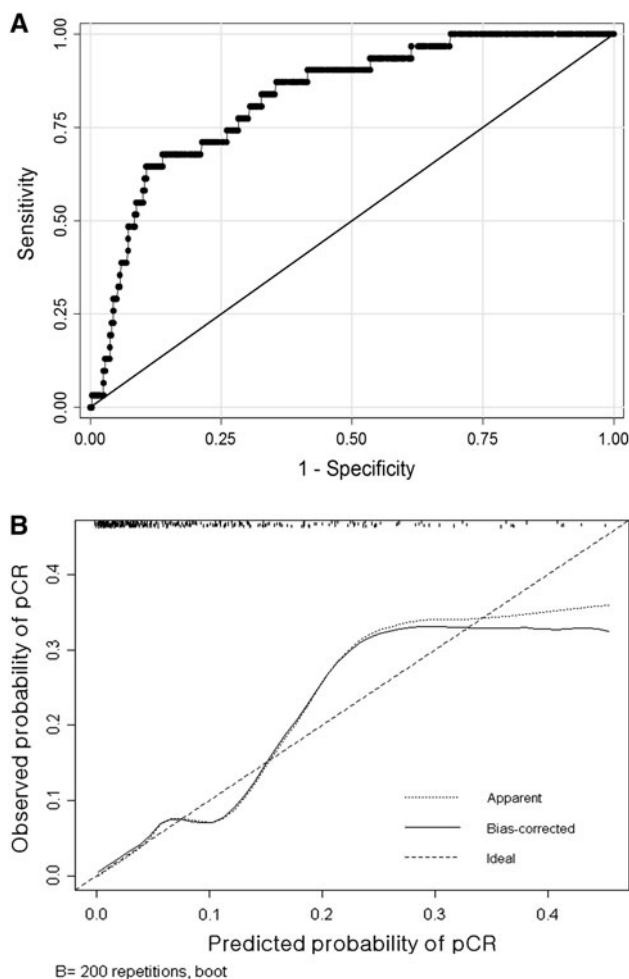 A
Sensitivity
1.00
0.75
0.50
0.25
0.00
0.00 0.25 0.50 0.75 1.00
1 - Specificity
B
Observed probability of pCR
0.4
0.3
0.2
0.1
0.0
Apparent
Bias-corrected
Ideal
0.0 0.1 0.2 0.3 0.4
Predicted probability of pCR
B= 200 repetitions, boot